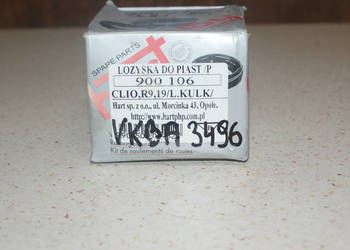 SPARE PARTS
LOZYSKA DO PIAST /P
900 106
CLIO,R9,19/L.KULK/
Hart sp. z o.o., ul. Morcinka 43, Opole,
http://www.hartphp.com.pl
VKBA 3496
Kit de roulements de roues